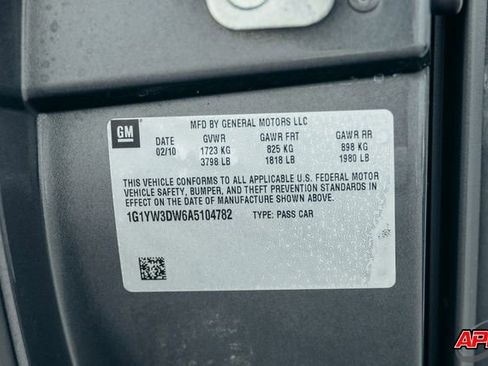 GM
MFD BY GENERAL MOTORS LLC
DATE GVWR GAWR FRT GAWR RR
02/10 1723 KG 825 KG 898 KG
3798 LB 1818 LB 1980 LB
THIS VEHICLE CONFORMS TO ALL APPLICABLE U.S. FEDERAL MOTOR
VEHICLE SAFETY, BUMPER, AND THEFT PREVENTION STANDARDS IN
EFFECT ON THE DATE OF MANUFACTURE SHOWN ABOVE.
1G1YW3DW6A5104782 TYPE: PASS CAR